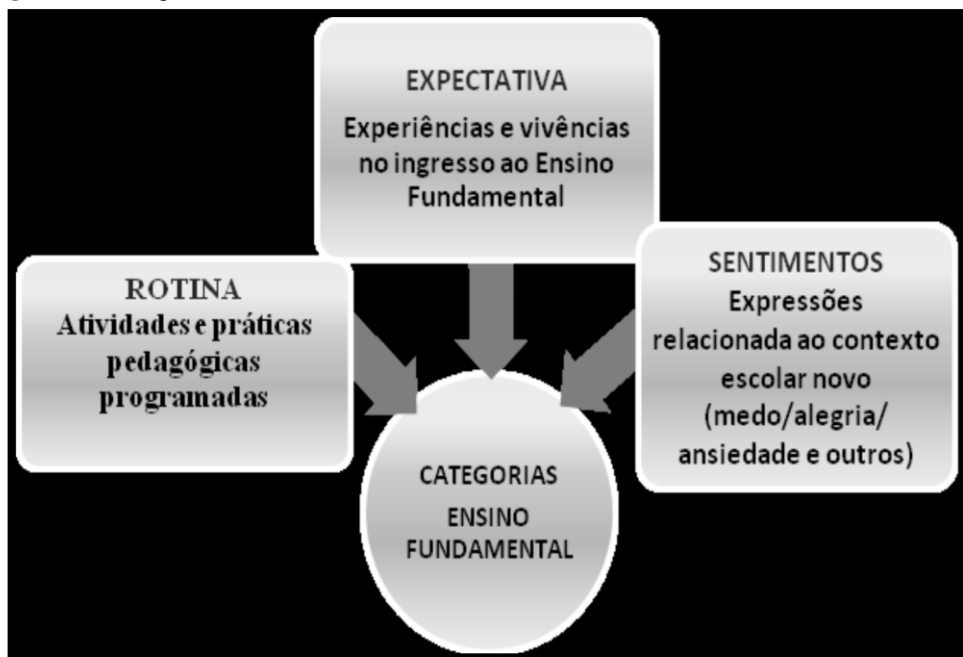 EXPECTATIVA
Experiências e vivências
no ingresso ao Ensino
Fundamental
ROTINA
Atividades e práticas
pedagógicas
programadas
SENTIMENTOS
Expressões
relacionada ao contexto
escolar novo
(medo/alegria/
ansiedade e outros)
CATEGORIAS
ENSINO
FUNDAMENTAL